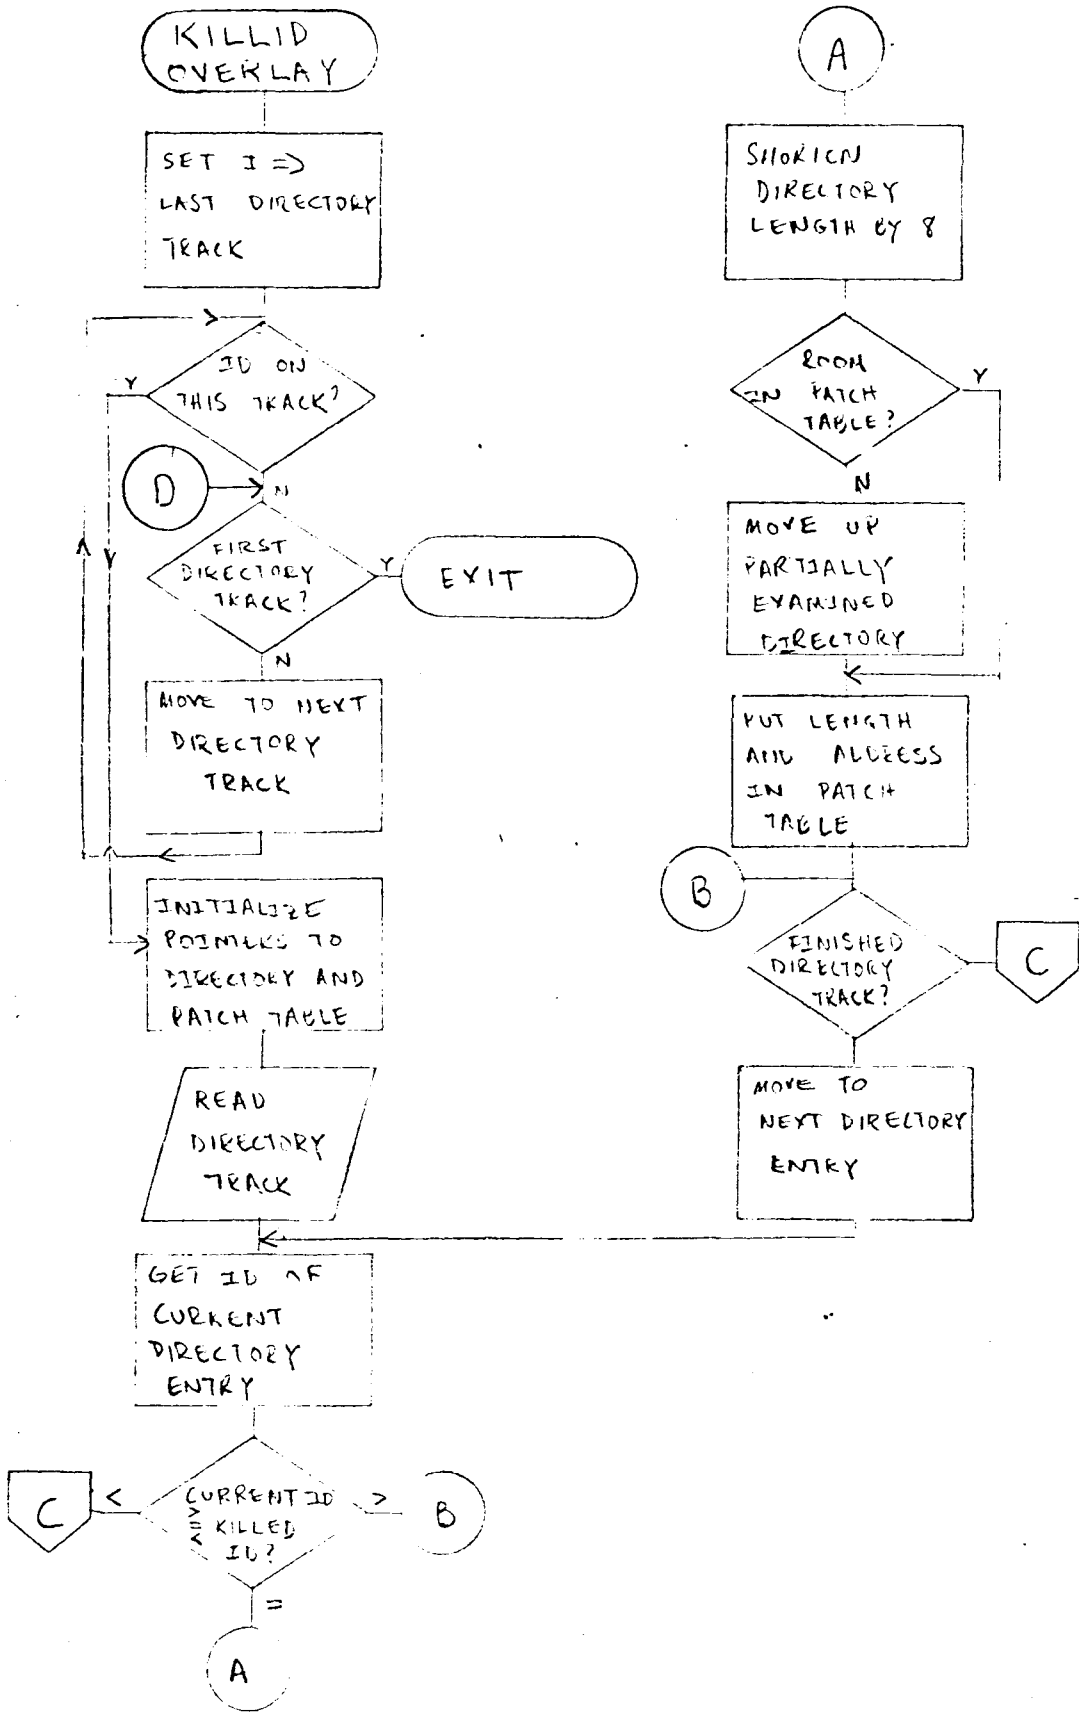 KILLID
OVERLAY
SET I =>
LAST DIRECTORY
TRACK
ID ON
THIS TRACK?
Y
D
N
FIRST
DIRECTORY
TRACK?
Y
EXIT
N
MOVE TO NEXT
DIRECTORY
TRACK
INITIALIZE
POINTERS TO
DIRECTORY AND
PATCH TABLE
READ
DIRECTORY
TRACK
GET ID OF
CURRENT
DIRECTORY
ENTRY
C
<
CURRENT ID
<=>
KILLED
ID?
>
B
=
A
A
SHORTEN
DIRECTORY
LENGTH BY 8
ROOM
IN PATCH
TABLE?
Y
N
MOVE UP
PARTIALLY
EXAMINED
DIRECTORY
PUT LENGTH
AND ADDRESS
IN PATCH
TABLE
B
FINISHED
DIRECTORY
TRACK?
C
MOVE TO
NEXT DIRECTORY
ENTRY